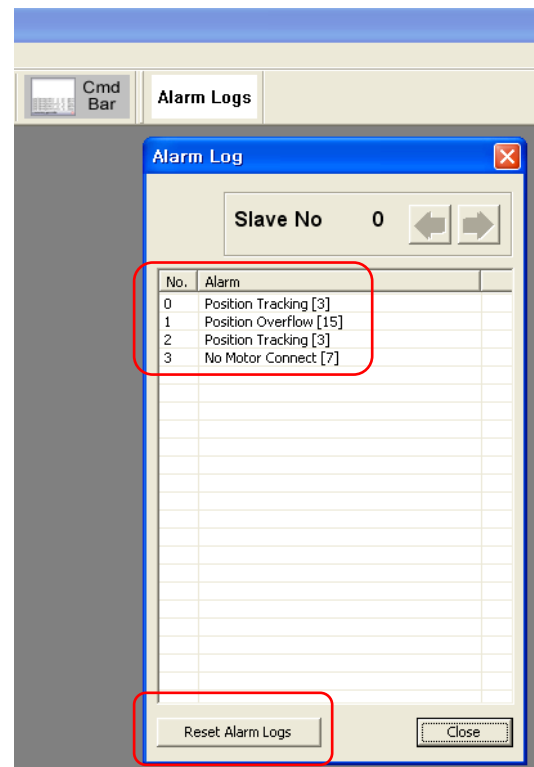 Cmd
Bar
Alarm Logs
Alarm Log
Slave No 0
No. Alarm
0 Position Tracking [3]
1 Position Overflow [15]
2 Position Tracking [3]
3 No Motor Connect [7]
Reset Alarm Logs Close